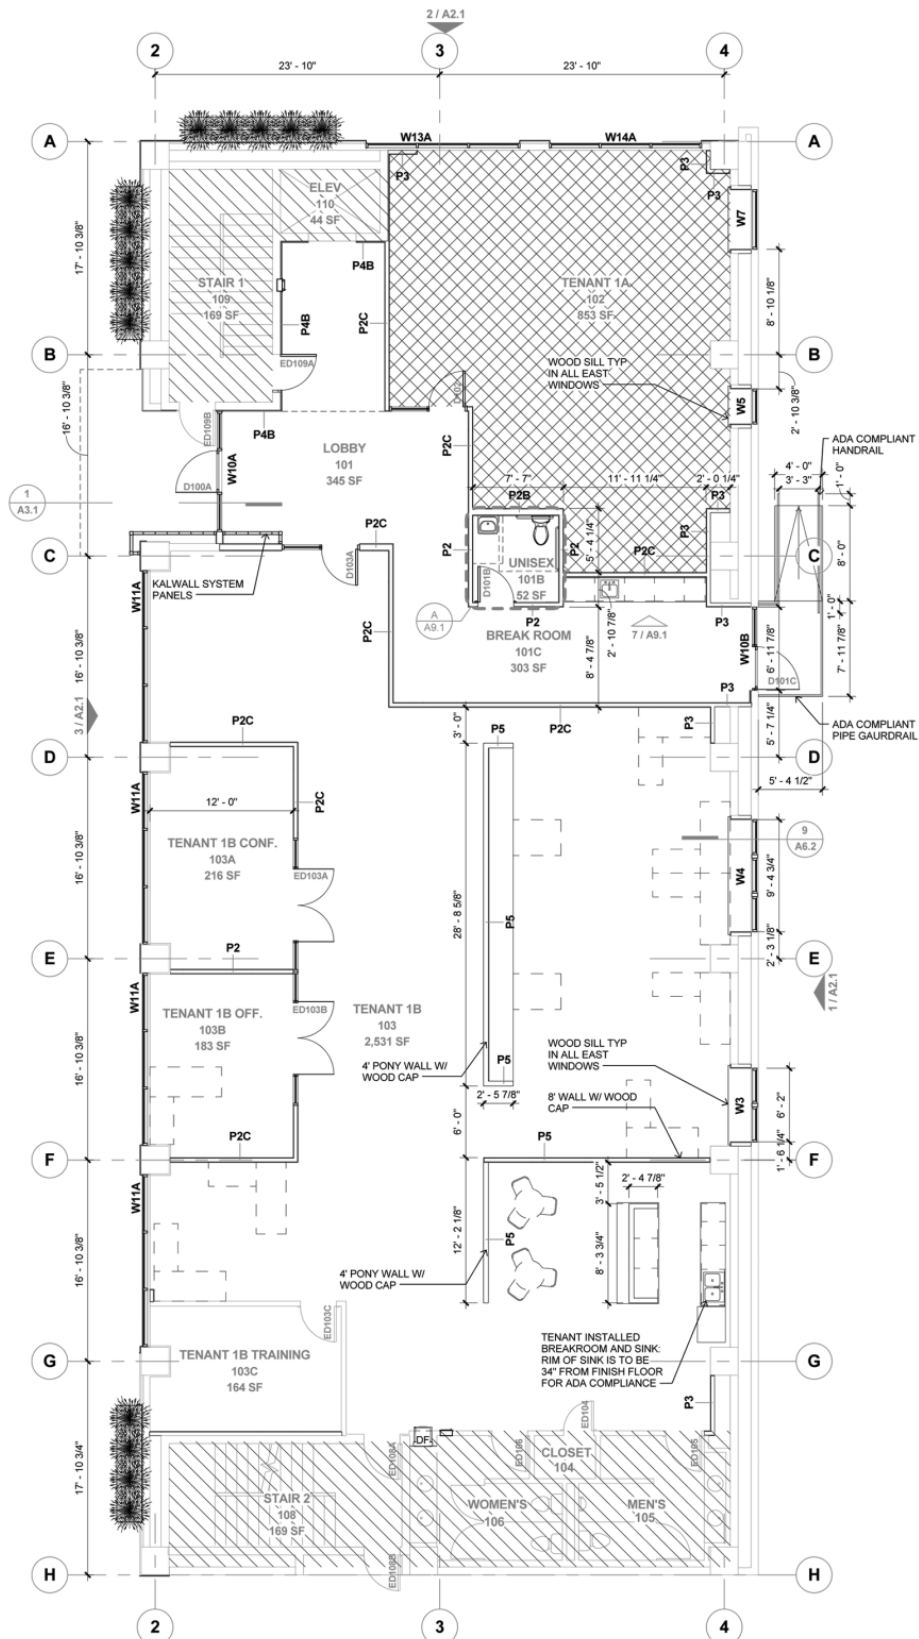 2 / A2.1
2
3
4
23' - 10"
23' - 10"
A
W13A
W14A
A
P3
P3
P3
ELEV
110
44 SF
W7
17' - 10 3/8"
P4B
STAIR 1
109
169 SF
TENANT 1A
102
853 SF
8' - 10 1/8"
P4B
P2C
B
B
ED109A
WOOD SILL TYP
IN ALL EAST
WINDOWS
D102
2' - 10 3/8"
16' - 10 3/8"
W5
ED109B
P4B
LOBBY
101
345 SF
P2C
ADA COMPLIANT
HANDRAIL
W10A
4' - 0"
3' - 3"
1' - 0"
7' - 7"
11' - 11 1/4"
2' - 0 1/4"
D100A
1
A3.1
P2B
P3
P3
5' - 4 1/4"
P2C
P2
P2
C
C
UNISEX
101B
52 SF
P2C
8' - 0"
KALWALL SYSTEM
PANELS
D103A
D101B
W11A
2' - 10 7/8"
1' - 0"
A
A9.1
P2
BREAK ROOM
101C
303 SF
7 / A9.1
P3
P2C
8' - 4 7/8"
W10B
6' - 11 7/8"
7' - 11 7/8"
16' - 10 3/8"
D101C
P3
3 / A2.1
P2C
3' - 0"
P2C
P3
5' - 7 1/4"
ADA COMPLIANT
PIPE GAURDRAIL
P5
D
D
5' - 4 1/2"
W11A
12' - 0"
P2C
TENANT 1B CONF.
103A
216 SF
9
A6.2
W4
9' - 4 3/4"
16' - 10 3/8"
ED103A
28' - 8 5/8"
P5
2' - 3 1/8"
E
P2
E
W11A
1 / A2.1
TENANT 1B OFF.
103B
183 SF
ED103B
TENANT 1B
103
2,531 SF
16' - 10 3/8"
WOOD SILL TYP
IN ALL EAST
WINDOWS
4' PONY WALL W/
WOOD CAP
P5
2' - 5 7/8"
8' WALL W/ WOOD
CAP
W3
6' - 2"
6' - 0"
P2C
P5
1' - 6 1/4"
F
F
W11A
3' - 5 1/2"
2' - 4 7/8"
12' - 2 1/8"
P5
8' - 3 3/4"
16' - 10 3/8"
4' PONY WALL W/
WOOD CAP
ED103C
TENANT INSTALLED
BREAKROOM AND SINK:
RIM OF SINK IS TO BE
34" FROM FINISH FLOOR
FOR ADA COMPLIANCE
G
TENANT 1B TRAINING
103C
164 SF
G
P3
ED104
DF
17' - 10 3/4"
ED108A
ED106
CLOSET
104
ED105
STAIR 2
108
169 SF
WOMEN'S
106
MEN'S
105
ED108B
H
H
2
3
4